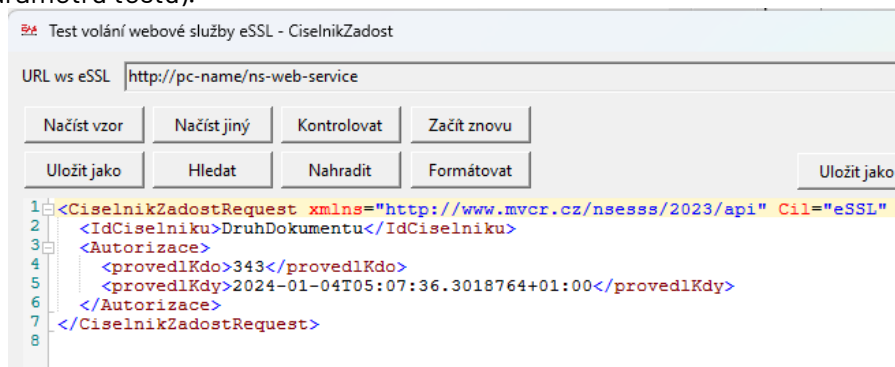 arametru testu).
Test volání webové služby eSSL - CiselnikZadost
URL ws eSSL http://pc-name/ns-web-service
Načíst vzor Načíst jiný Kontrolovat Začít znovu
Uložit jako Hledat Nahradit Formátovat Uložit jako
1 <CiselnikZadostRequest xmlns="http://www.mvcr.cz/nsesss/2023/api" Cil="eSSL"
2 <IdCiselniku>DruhDokumentu</IdCiselniku>
3 <Autorizace>
4 <provedlKdo>343</provedlKdo>
5 <provedlKdy>2024-01-04T05:07:36.3018764+01:00</provedlKdy>
6 </Autorizace>
7 </CiselnikZadostRequest>
8